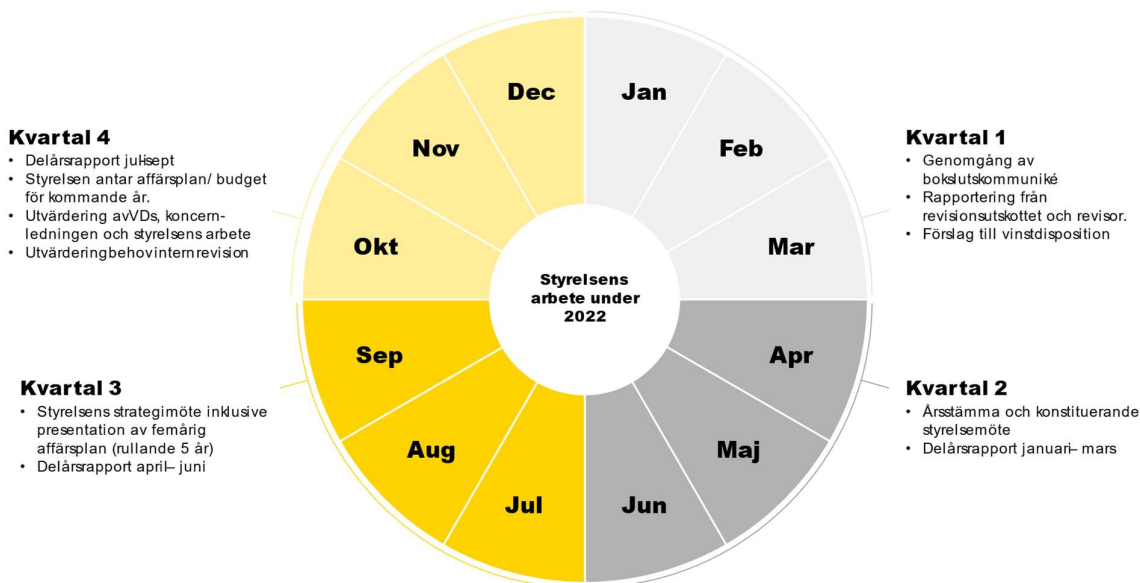 Dec
Jan
Nov
Feb
Okt
Mar
Sep
Apr
Aug
Maj
Jul
Jun
Styrelsens
arbete under
2022
Kvartal 1
• Genomgång av
bokslutskommuniké
• Rapportering från
revisionsutskottet och revisor.
• Förslag till vinstdisposition
Kvartal 2
• Årsstämma och konstituerande
styrelsemöte
• Delårsrapport januari– mars
Kvartal 3
• Styrelsens strategimöte inklusive
presentation av femårig
affärsplan (rullande 5 år)
• Delårsrapport april– juni
Kvartal 4
• Delårsrapport juli-sept
• Styrelsen antar affärsplan/ budget
för kommande år.
• Utvärdering avVDs, koncern-
ledningen och styrelsens arbete
• Utvärderingbehovinternrevision